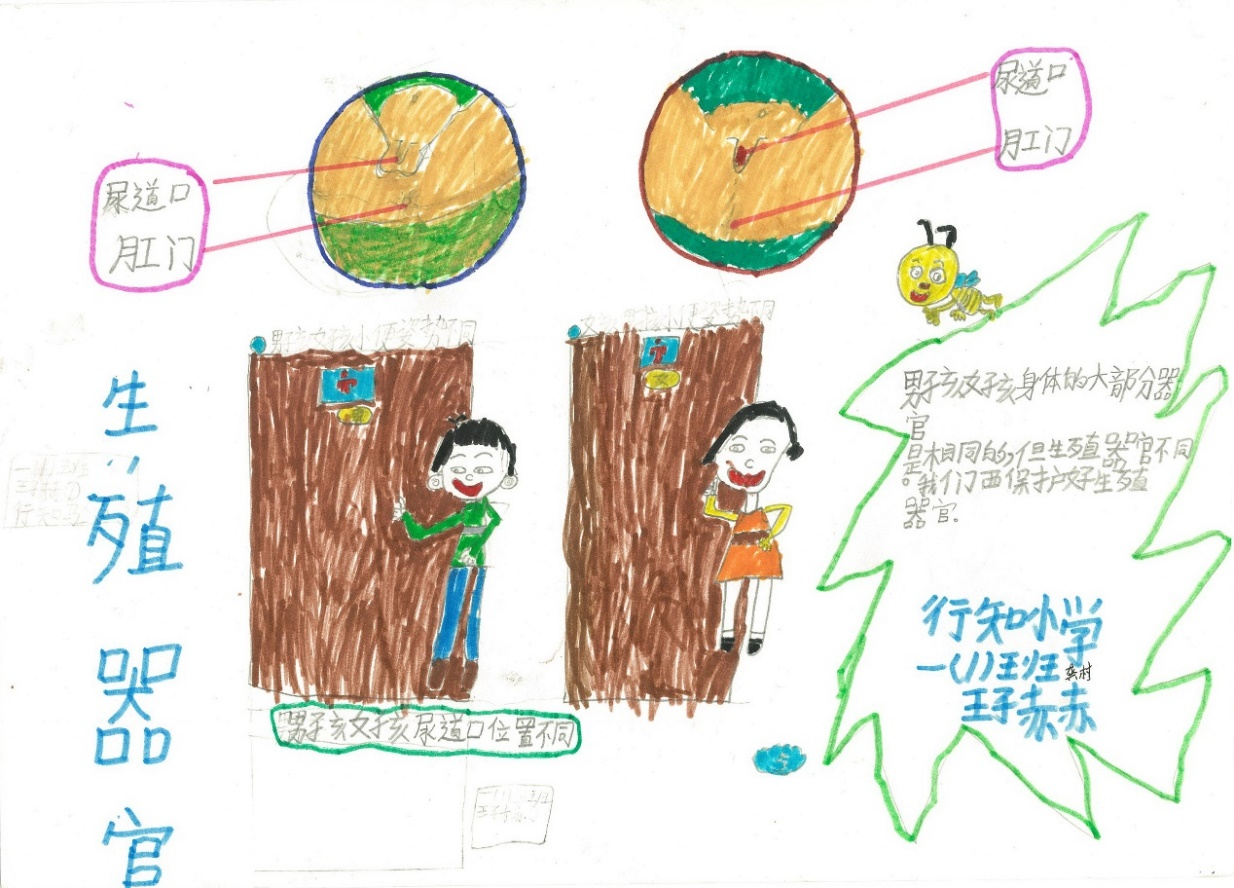 尿道口
肛门
尿道口
肛门
男孩女孩小便姿势不同
女孩男孩小便姿势不同
生殖器官
男孩女孩身体的大部分器
官
是相同的,但生殖器官不同
。我们要保护好生殖
器官.
行知小学
一(1)班
王子赫
男孩女孩尿道口位置不同